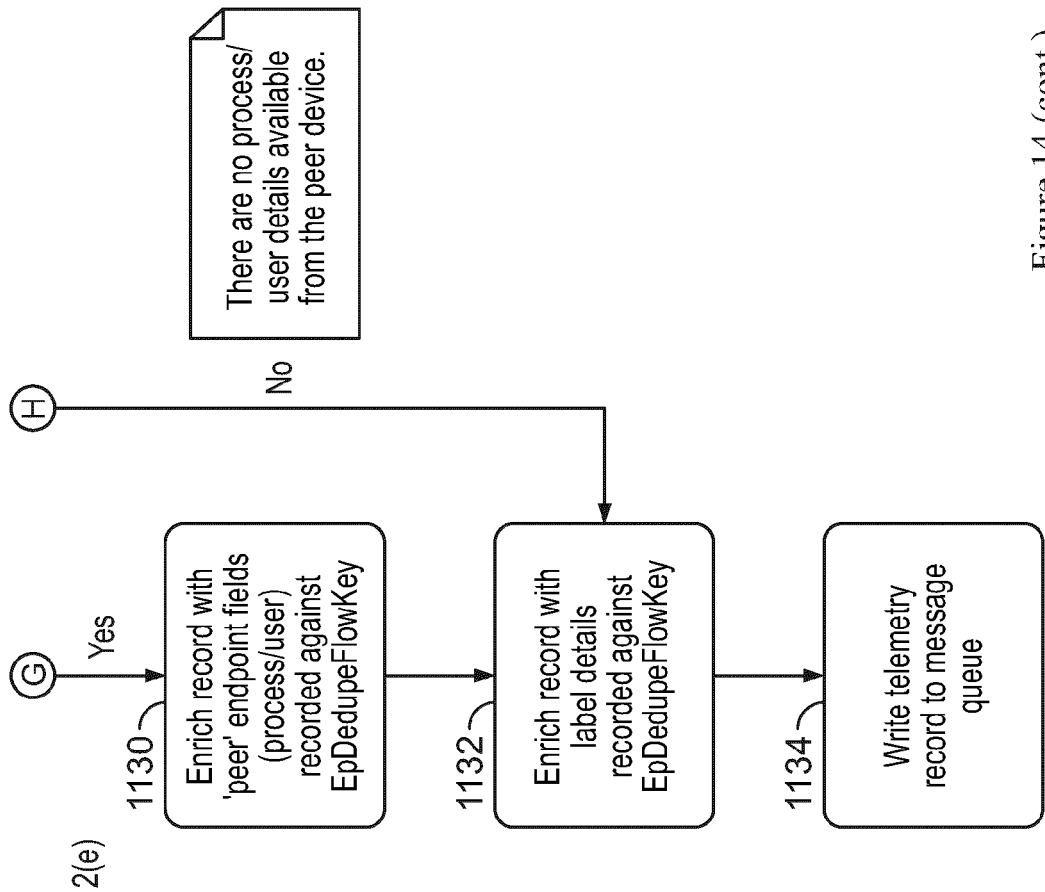 2(e)
G
Yes
1130
Enrich record with
'peer' endpoint fields
(process/user)
recorded against
EpDedupeFlowKey
H
No
There are no process/
user details available
from the peer device.
1132
Enrich record with
label details
recorded against
EpDedupeFlowKey
1134
Write telemetry
record to message
queue
Figure 14 (cont.)